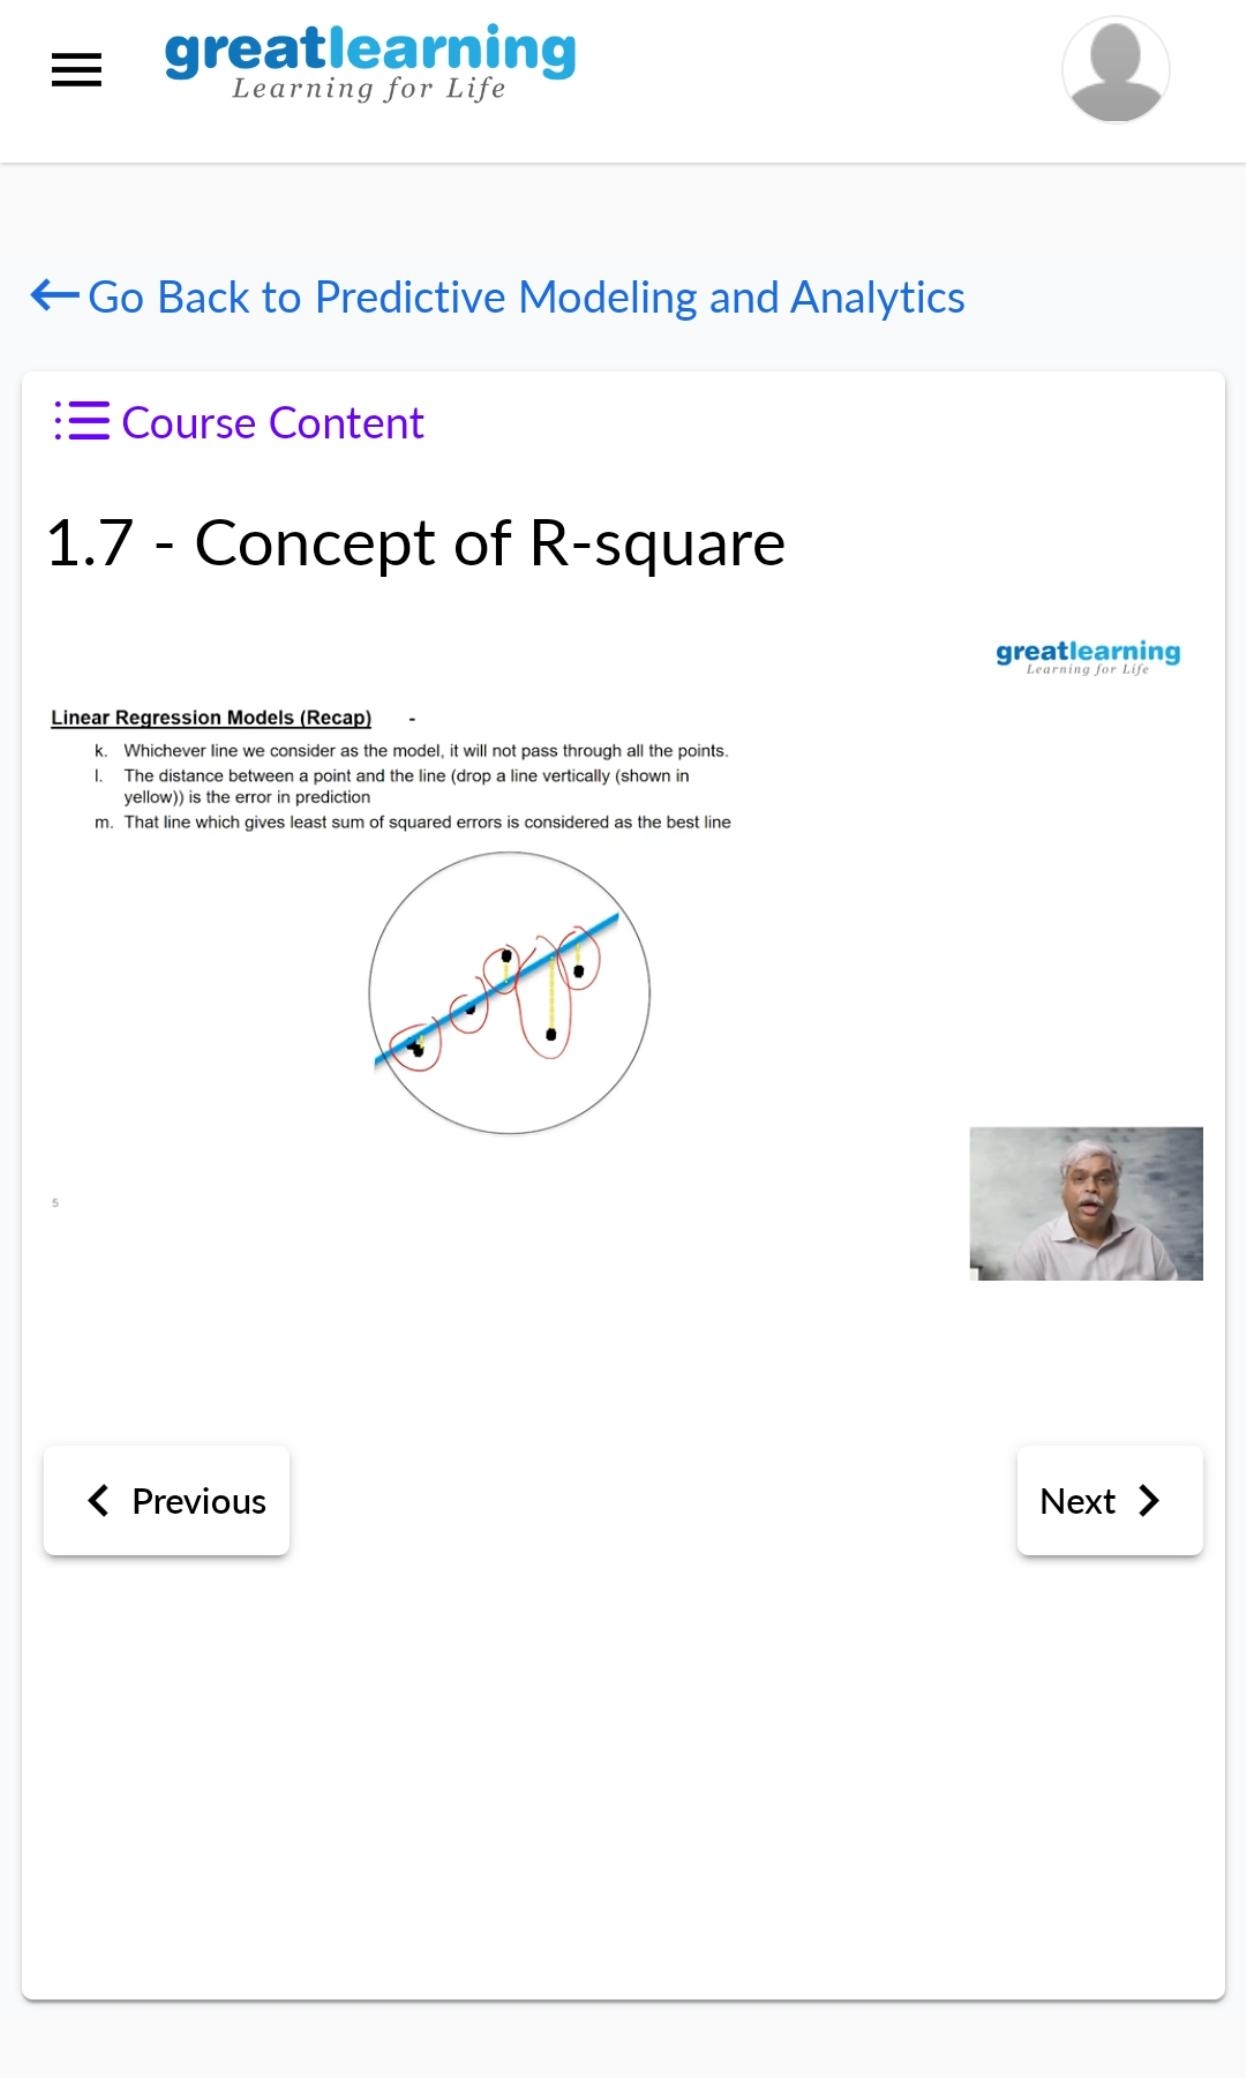 greatlearning
Learning for Life
Go Back to Predictive Modeling and Analytics
Course Content
1.7 - Concept of R-square
greatlearning
Learning for Life
Linear Regression Models (Recap) -
k. Whichever line we consider as the model, it will not pass through all the points.
l. The distance between a point and the line (drop a line vertically (shown in
yellow)) is the error in prediction
m. That line which gives least sum of squared errors is considered as the best line
5
Previous
Next